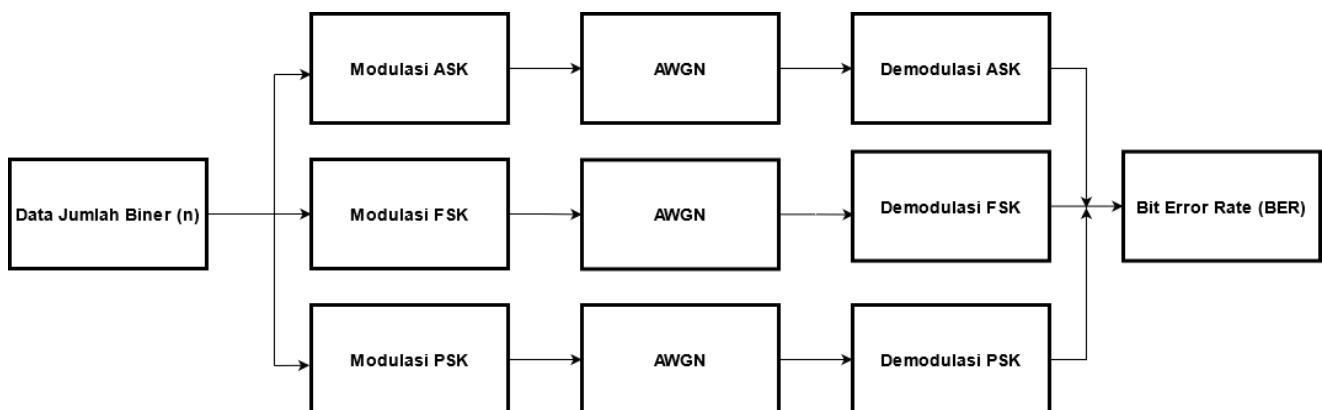 Modulasi ASK
AWGN
Demodulasi ASK
Data Jumlah Biner (n)
Modulasi FSK
AWGN
Demodulasi FSK
Bit Error Rate (BER)
Modulasi PSK
AWGN
Demodulasi PSK